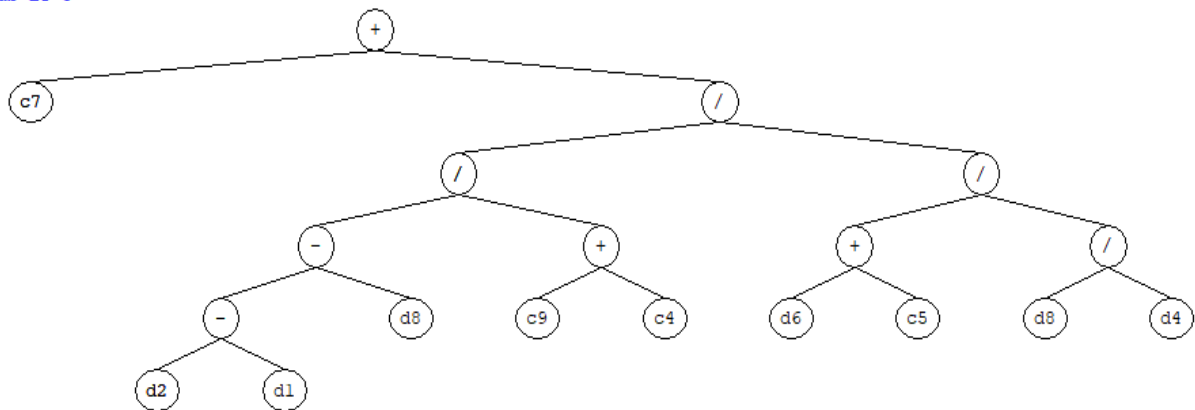 +
c7 /
/ /
- + + /
- d8 c9 c4 d6 c5 d8 d4
d2 d1